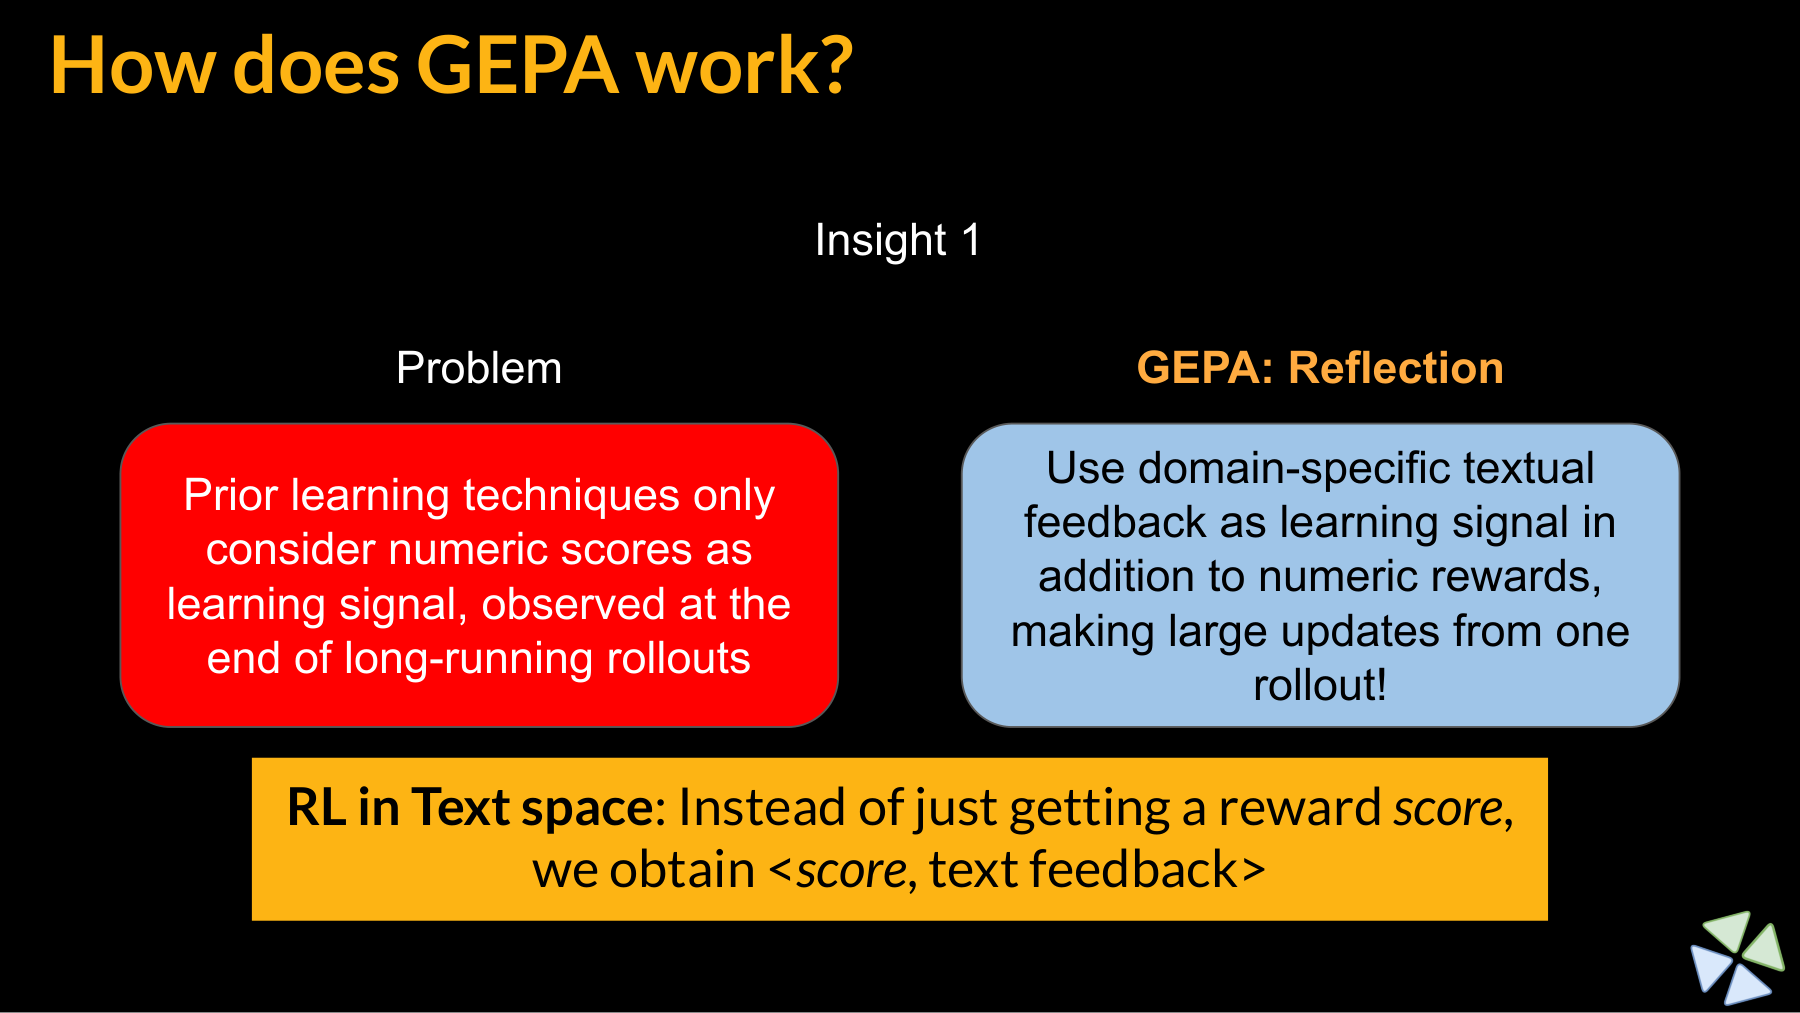 How does GEPA work?
Insight 1
Problem
Prior learning techniques only
consider numeric scores as
learning signal, observed at the
end of long-running rollouts
GEPA: Reflection
Use domain-specific textual
feedback as learning signal in
addition to numeric rewards,
making large updates from one
rollout!
RL in Text space: Instead of just getting a reward score,
we obtain <score, text feedback>